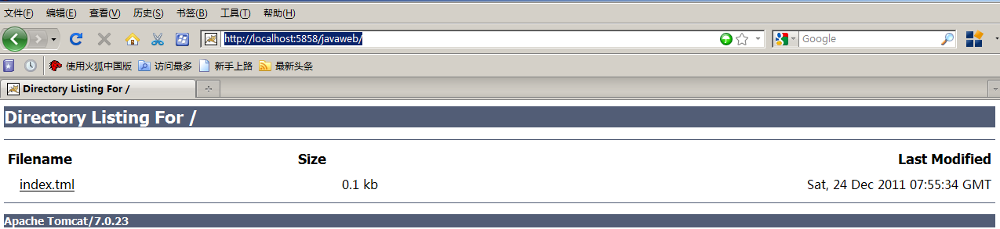 文件(F) 编辑(E) 查看(V) 历史(S) 书签(B) 工具(T) 帮助(H)
http://localhost:5858/javaweb/ Google
使用火狐中国版 访问最多 新手上路 最新头条
Directory Listing For /
Directory Listing For /
Filename Size Last Modified
index.tml 0.1 kb Sat, 24 Dec 2011 07:55:34 GMT
Apache Tomcat/7.0.23